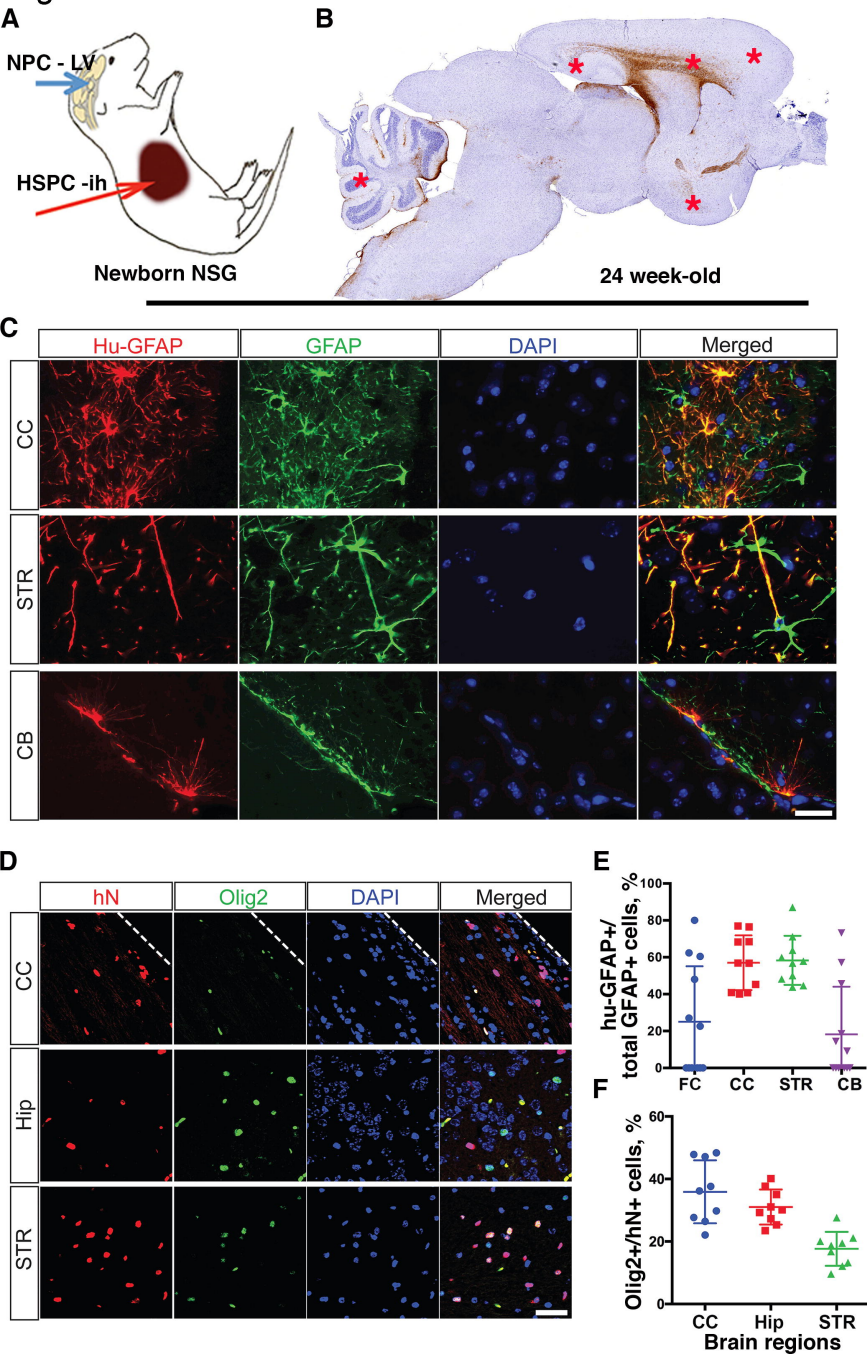 A
B
NPC - LV
HSPC -ih
Newborn NSG
24 week-old
*
*
*
*
*
C
Hu-GFAP
GFAP
DAPI
Merged
CC
STR
CB
D
hN
Olig2
DAPI
Merged
CC
Hip
STR
E
hu-GFAP+/
total GFAP+ cells, %
100
80
60
40
20
0
FC
CC
STR
CB
F
Olig2+/hN+ cells, %
60
40
20
0
CC
Hip
STR
Brain regions